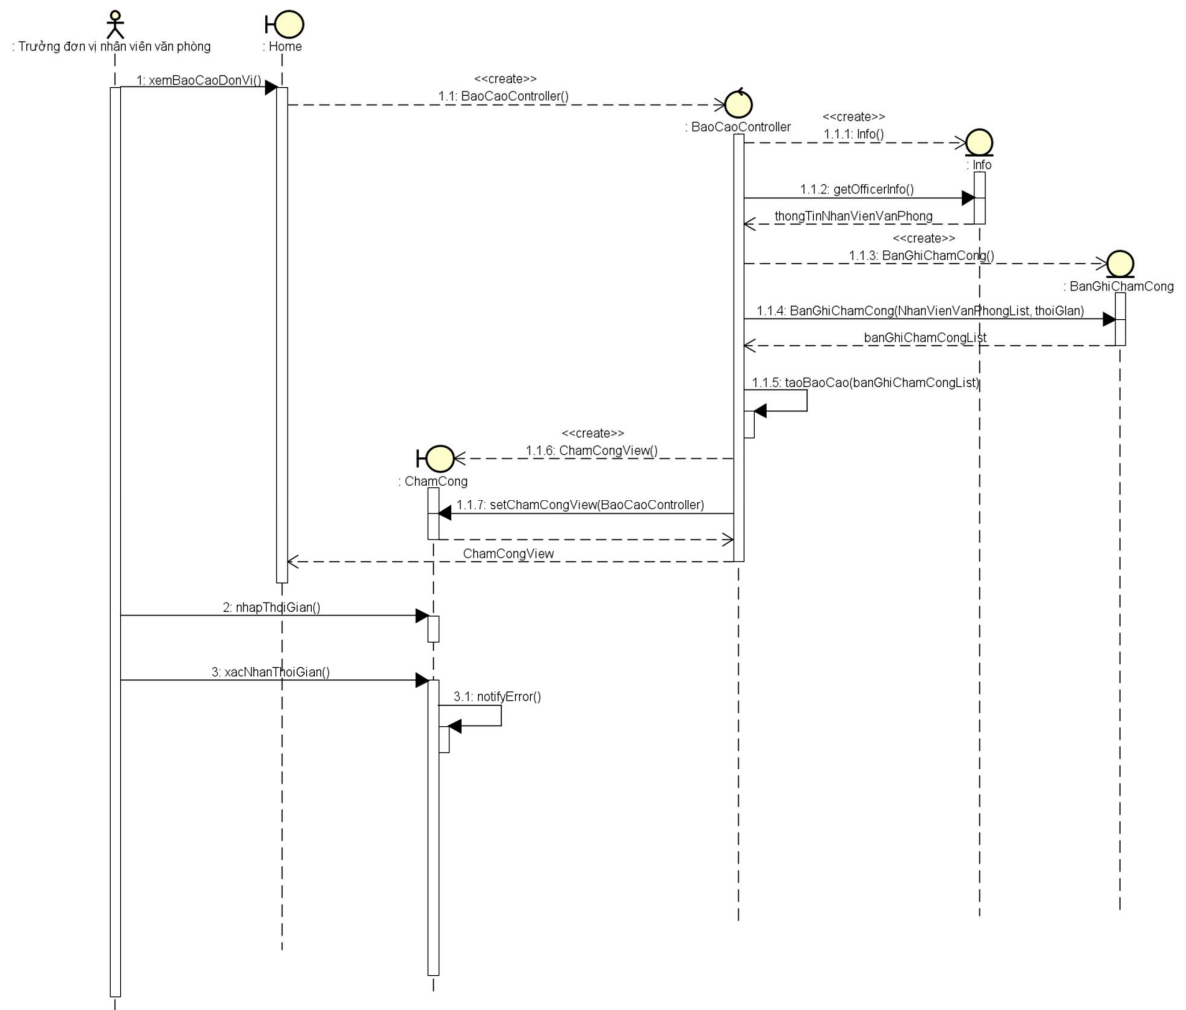 : Trưởng đơn vị nhân viên văn phòng
: Home
1: xemBaoCaoDonVi()
<<create>>
1.1: BaoCaoController()
: BaoCaoController
<<create>>
1.1.1: Info()
: Info
1.1.2: getOfficerInfo()
thongTinNhanVienVanPhong
<<create>>
1.1.3: BanGhiChamCong()
: BanGhiChamCong
1.1.4: BanGhiChamCong(NhanVienVanPhongList, thoiGIan)
banGhiChamCongList
1.1.5: taoBaoCao(banGhiChamCongList)
<<create>>
1.1.6: ChamCongView()
: ChamCong
1.1.7: setChamCongView(BaoCaoController)
ChamCongView
2: nhapThoiGian()
3: xacNhanThoiGian()
3.1: notifyError()